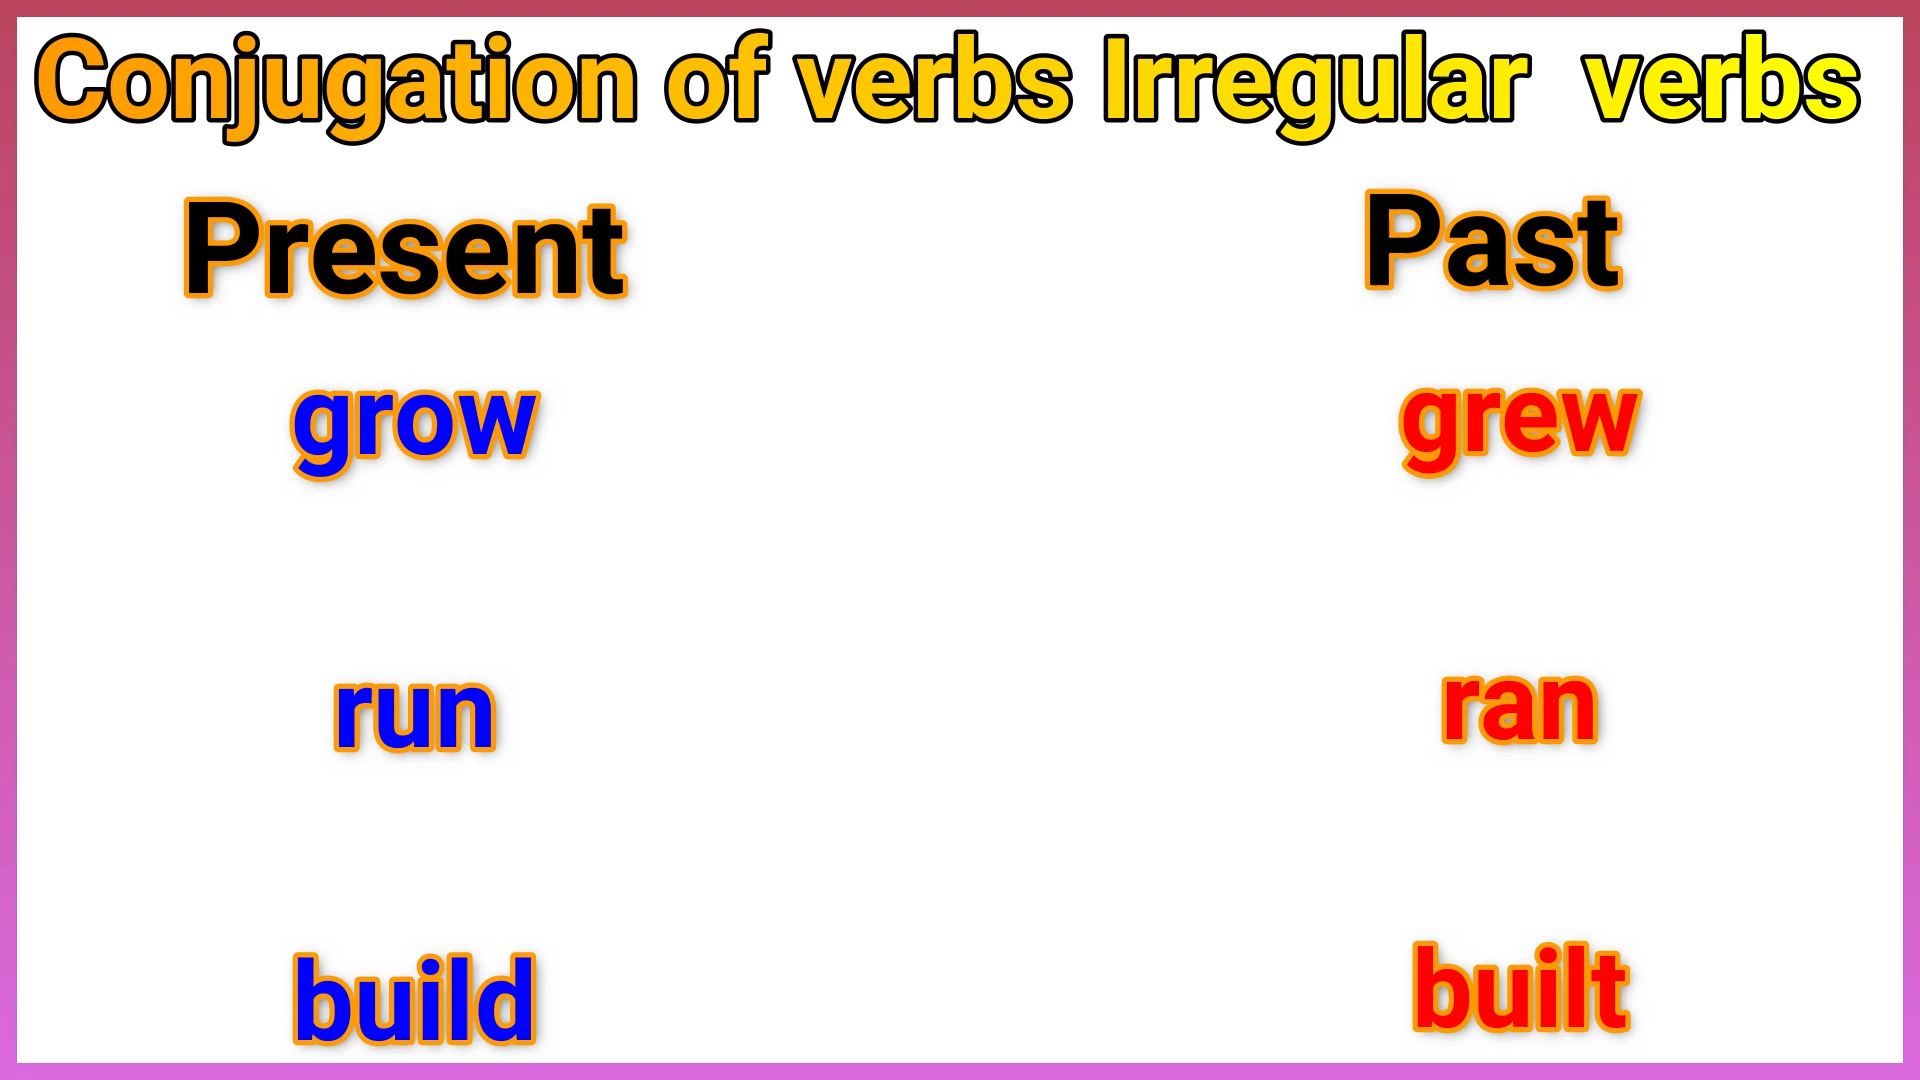 Conjugation of verbs Irregular  verbs
Present Past
grow grew
run ran
build built